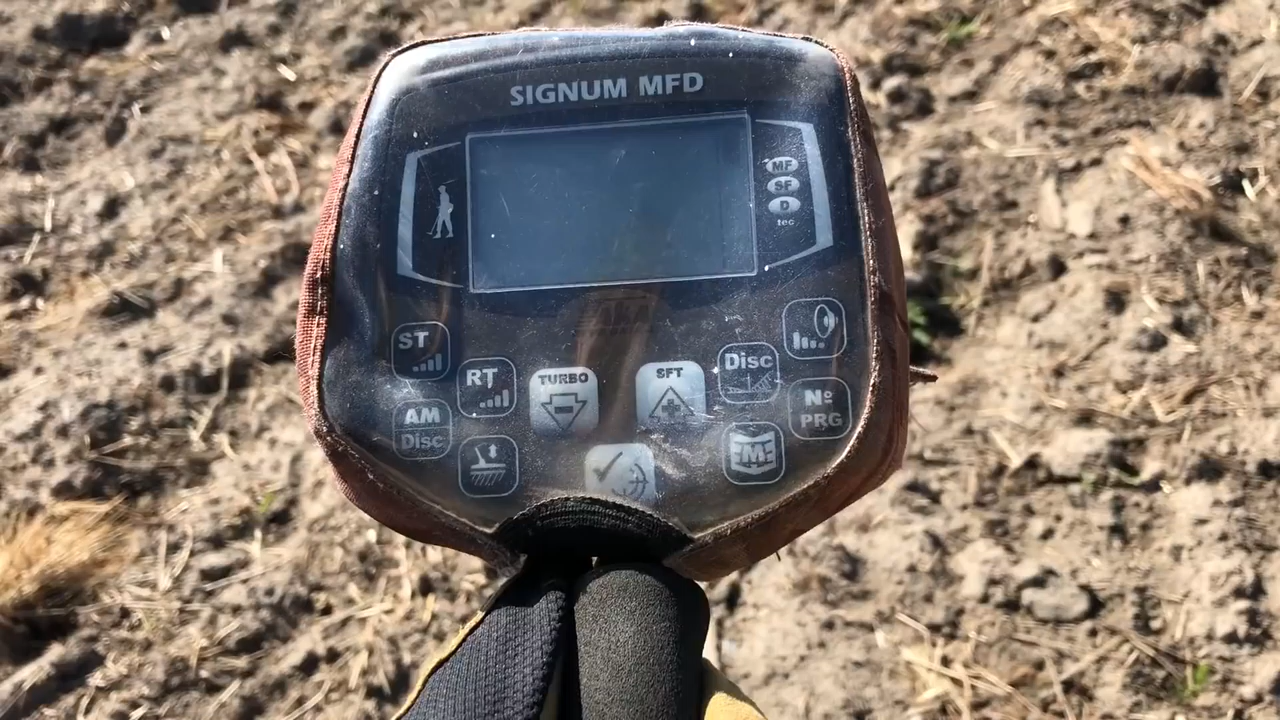 SIGNUM MFD
MF
SF
D
tec
ST
RT
TURBO
SFT
Disc
AM
Disc
Nº
PRG
M